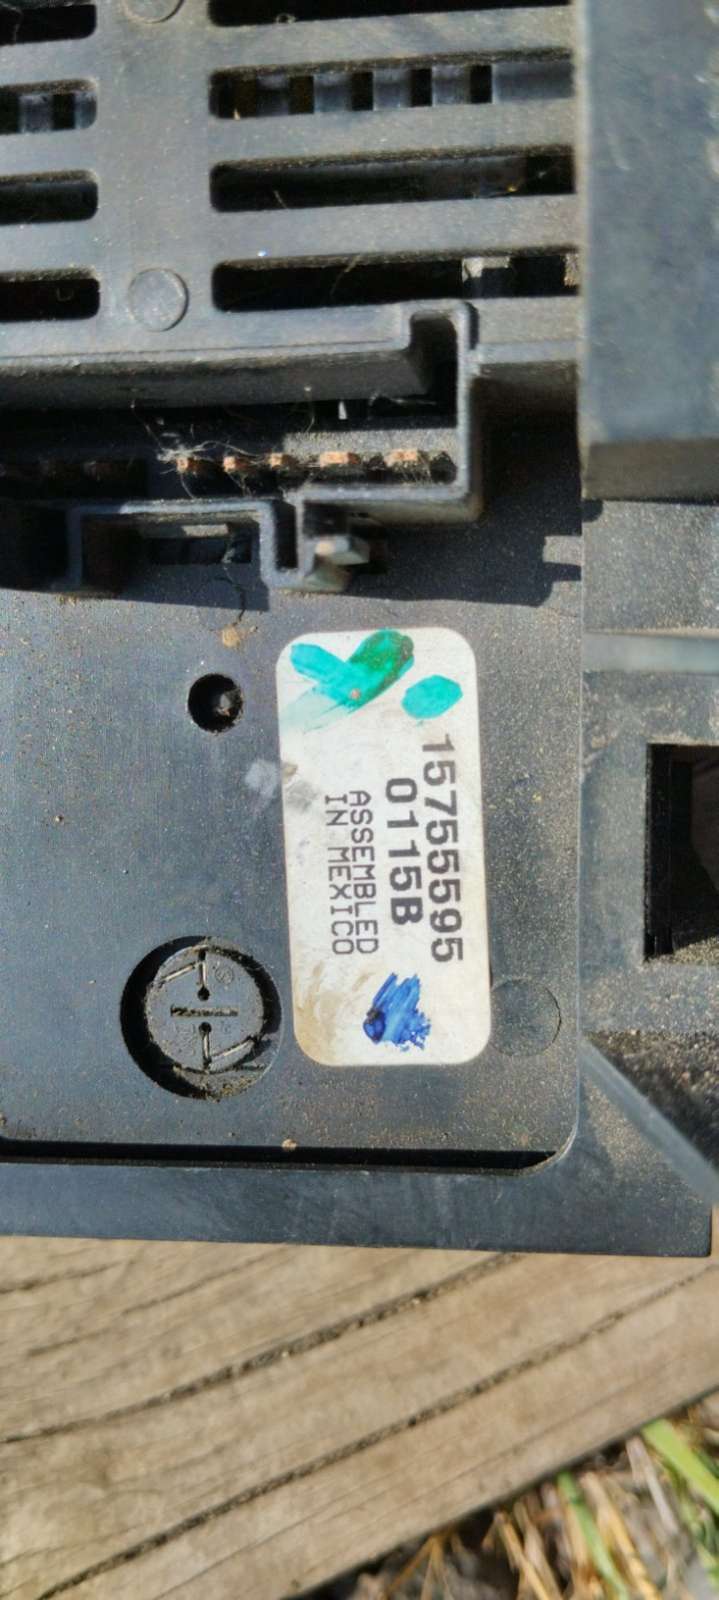 15755595
0115B
ASSEMBLED
IN MEXICO